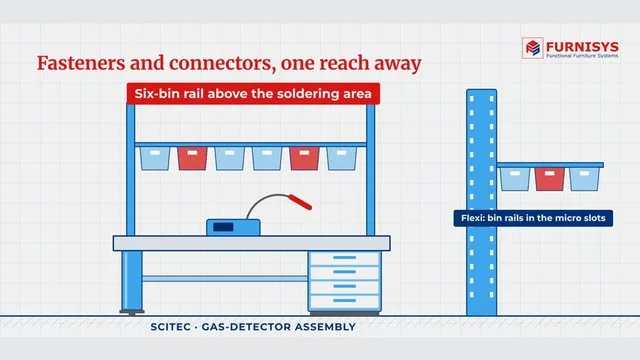 FURNISYS
Functional Furniture Systems
Fasteners and connectors, one reach away
Six-bin rail above the soldering area
Flexi: bin rails in the micro slots
SCITEC · GAS-DETECTOR ASSEMBLY